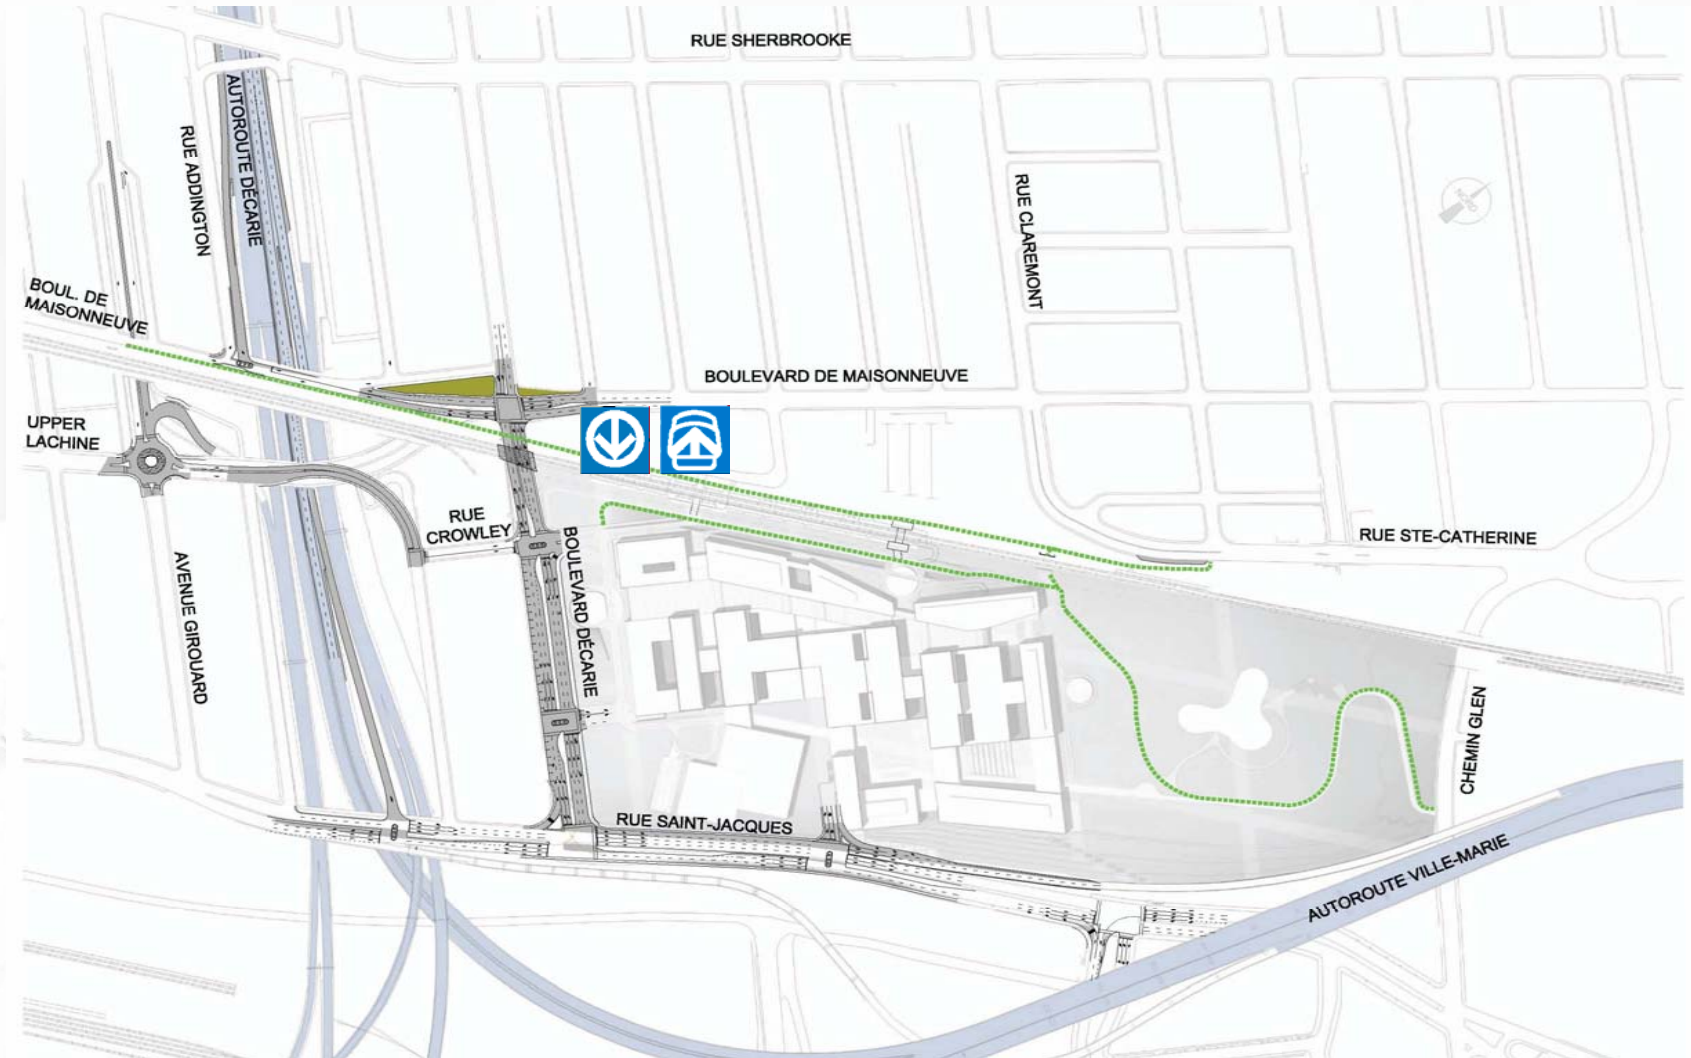 RUE SHERBROOKE
AUTOROUTE DÉCARIE
RUE ADDINGTON
RUE CLAREMONT
NORD
BOUL. DE
MAISONNEUVE
BOULEVARD DE MAISONNEUVE
UPPER
LACHINE
RUE
CROWLEY
RUE STE-CATHERINE
BOULEVARD DÉCARIE
AVENUE GIROUARD
CHEMIN GLEN
RUE SAINT-JACQUES
AUTOROUTE VILLE-MARIE